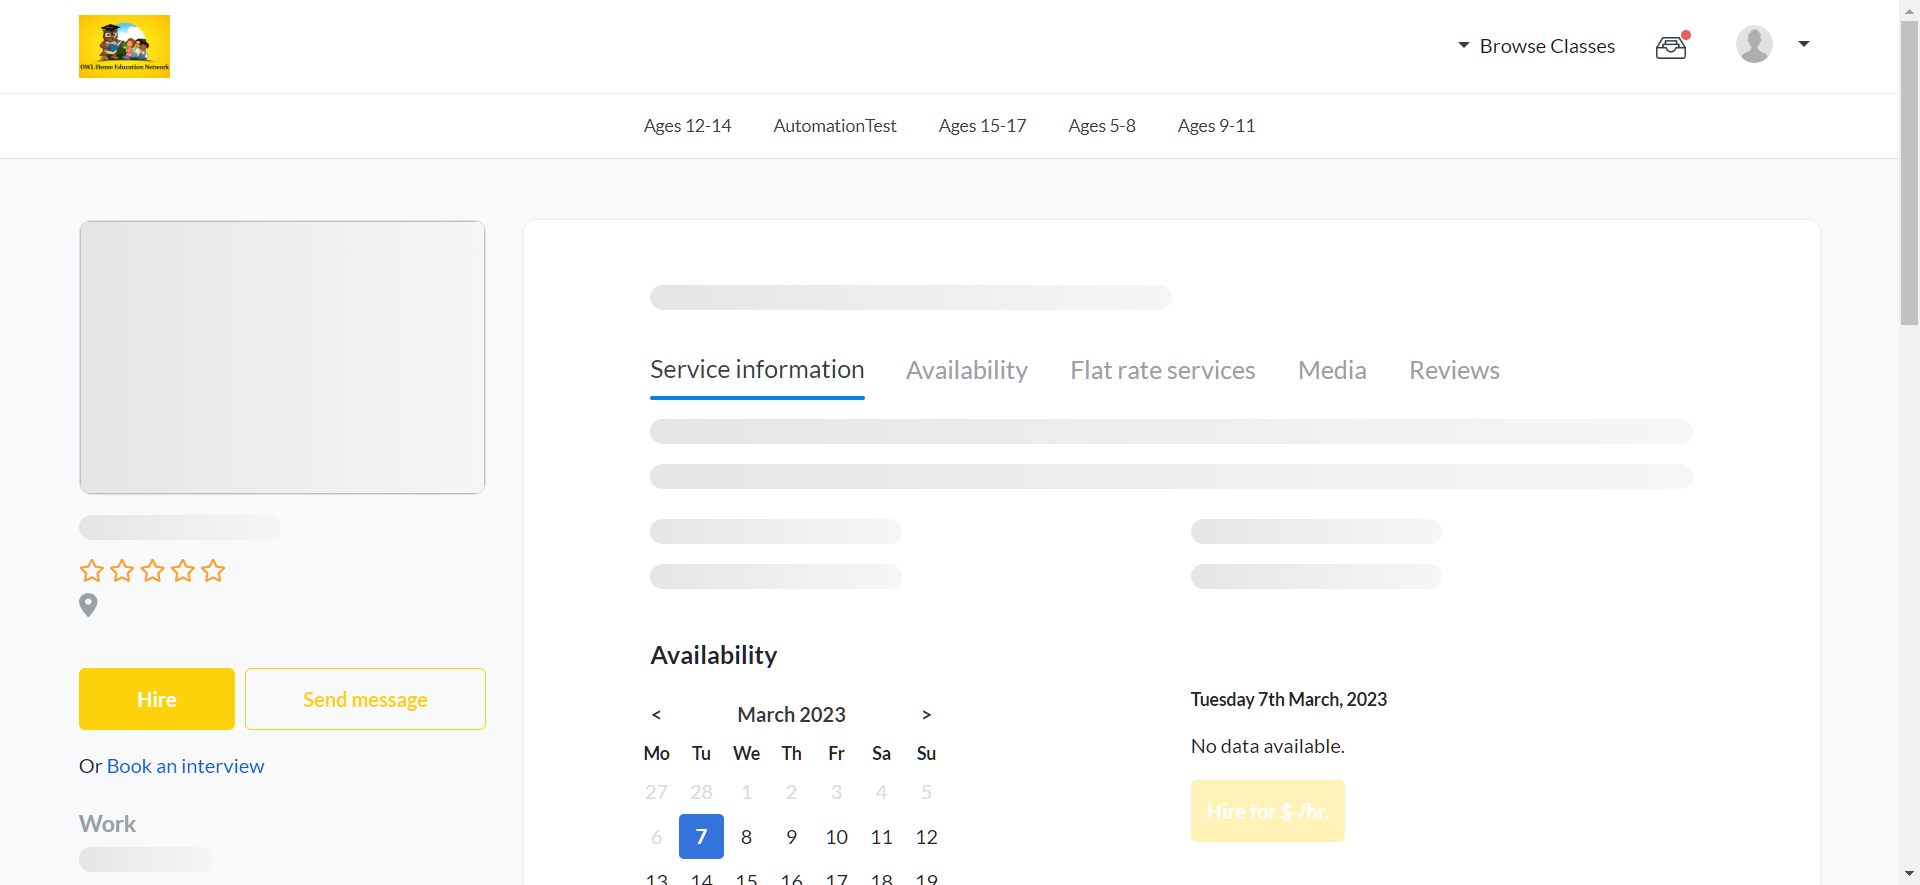 OWL Home Education Network
Browse Classes
Ages 12-14 AutomationTest Ages 15-17 Ages 5-8 Ages 9-11
Service information Availability Flat rate services Media Reviews
Hire Send message
Or Book an interview
Work
Availability
< March 2023 >
Mo Tu We Th Fr Sa Su
27 28 1 2 3 4 5
6 7 8 9 10 11 12
13 14 15 16 17 18 19
Tuesday 7th March, 2023
No data available.
Hire for $-/hr.